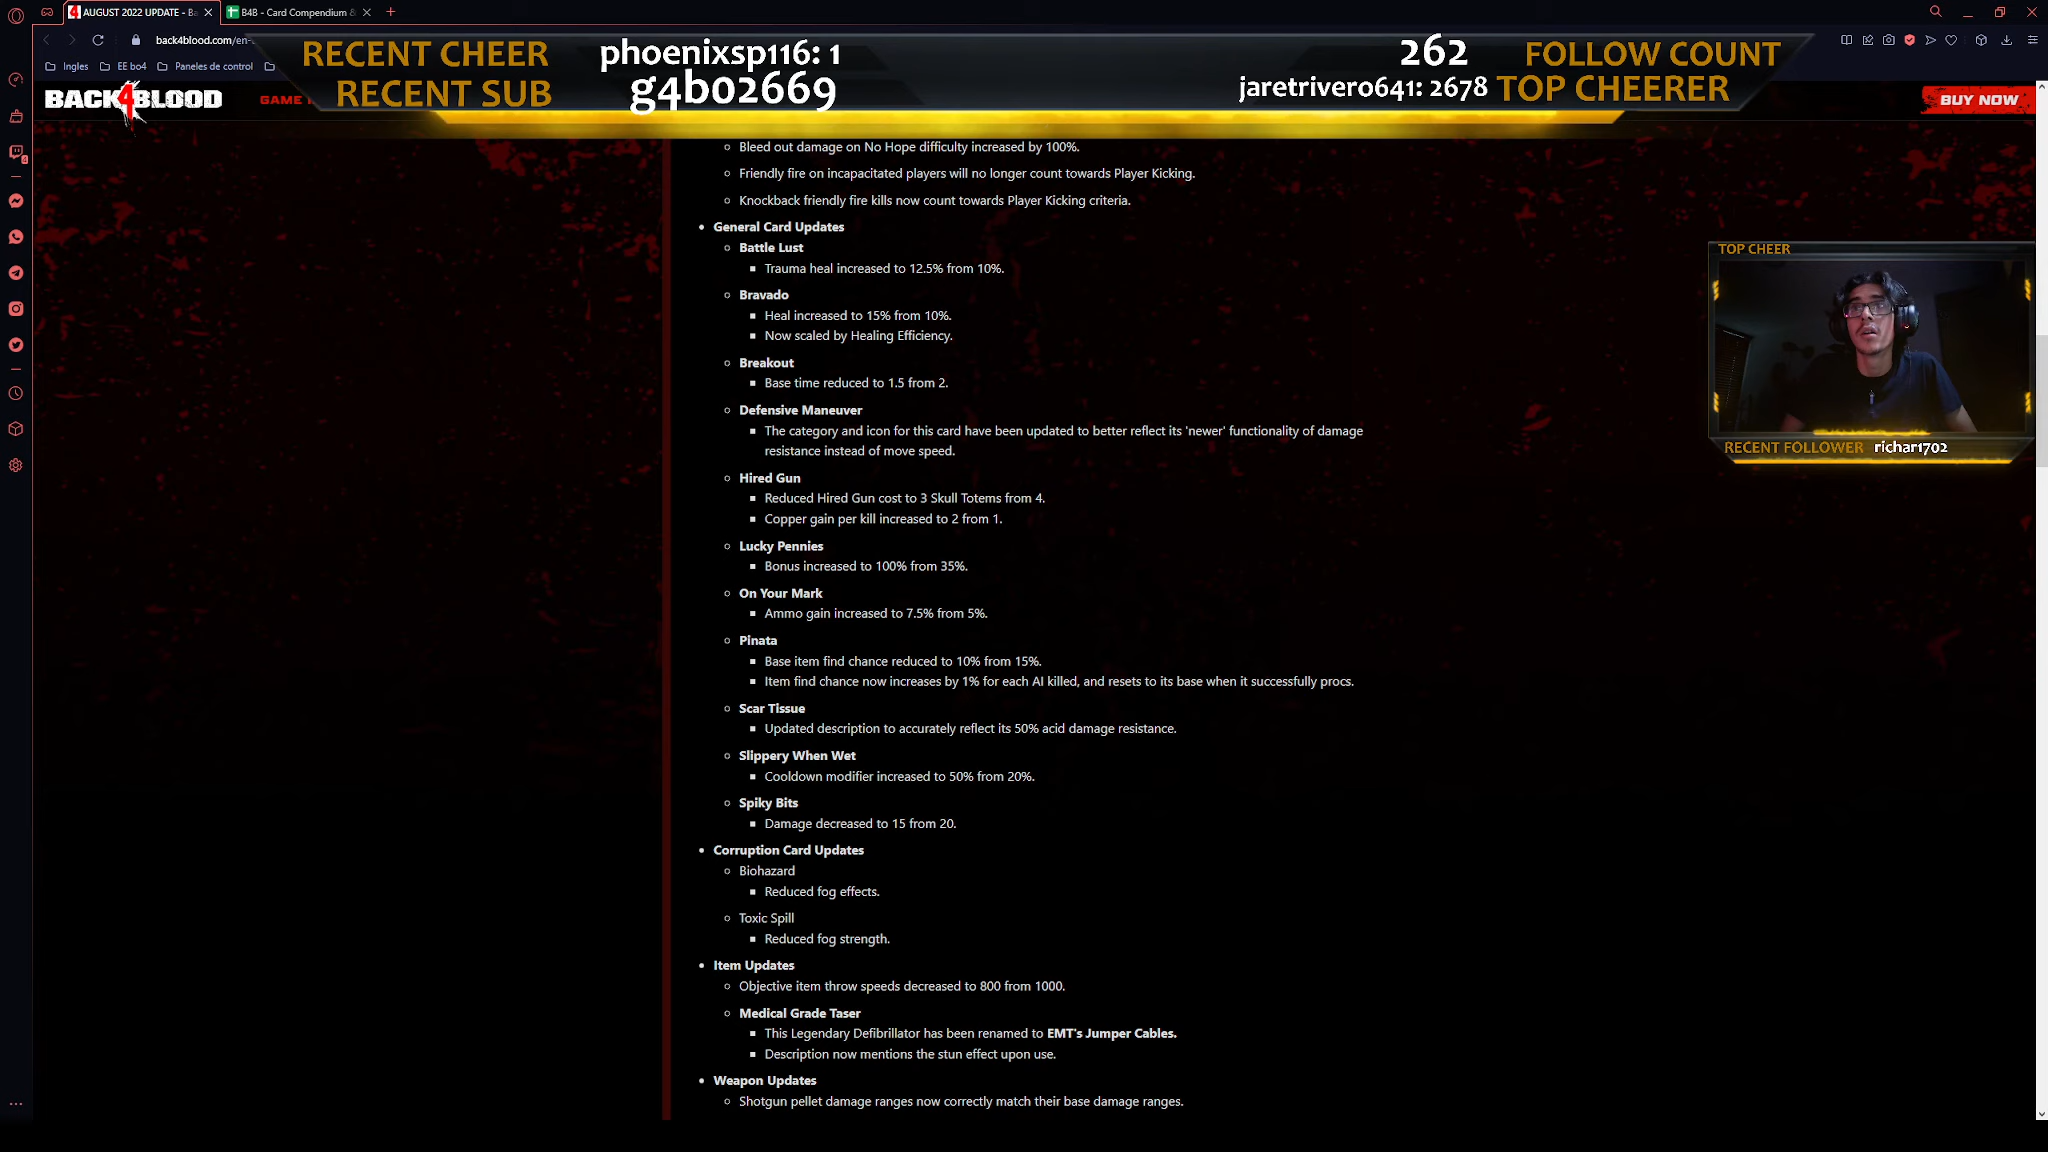 AUGUST 2022 UPDATE - Ba
B4B - Card Compendium &
back4blood.com/en-
Ingles
EE bo4
Paneles de control
RECENT CHEER
phoenixsp116: 1
262
FOLLOW COUNT
RECENT SUB
g4b02669
jaretrivero641: 2678
TOP CHEERER
BACK4BLOOD
GAME
BUY NOW
Bleed out damage on No Hope difficulty increased by 100%.
Friendly fire on incapacitated players will no longer count towards Player Kicking.
Knockback friendly fire kills now count towards Player Kicking criteria.
General Card Updates
Battle Lust
Trauma heal increased to 12.5% from 10%.
Bravado
Heal increased to 15% from 10%.
Now scaled by Healing Efficiency.
Breakout
Base time reduced to 1.5 from 2.
Defensive Maneuver
The category and icon for this card have been updated to better reflect its 'newer' functionality of damage
resistance instead of move speed.
Hired Gun
Reduced Hired Gun cost to 3 Skull Totems from 4.
Copper gain per kill increased to 2 from 1.
Lucky Pennies
Bonus increased to 100% from 35%.
On Your Mark
Ammo gain increased to 7.5% from 5%.
Pinata
Base item find chance reduced to 10% from 15%.
Item find chance now increases by 1% for each AI killed, and resets to its base when it successfully procs.
Scar Tissue
Updated description to accurately reflect its 50% acid damage resistance.
Slippery When Wet
Cooldown modifier increased to 50% from 20%.
Spiky Bits
Damage decreased to 15 from 20.
Corruption Card Updates
Biohazard
Reduced fog effects.
Toxic Spill
Reduced fog strength.
Item Updates
Objective item throw speeds decreased to 800 from 1000.
Medical Grade Taser
This Legendary Defibrillator has been renamed to EMT's Jumper Cables.
Description now mentions the stun effect upon use.
Weapon Updates
Shotgun pellet damage ranges now correctly match their base damage ranges.
TOP CHEER
RECENT FOLLOWER richar1702